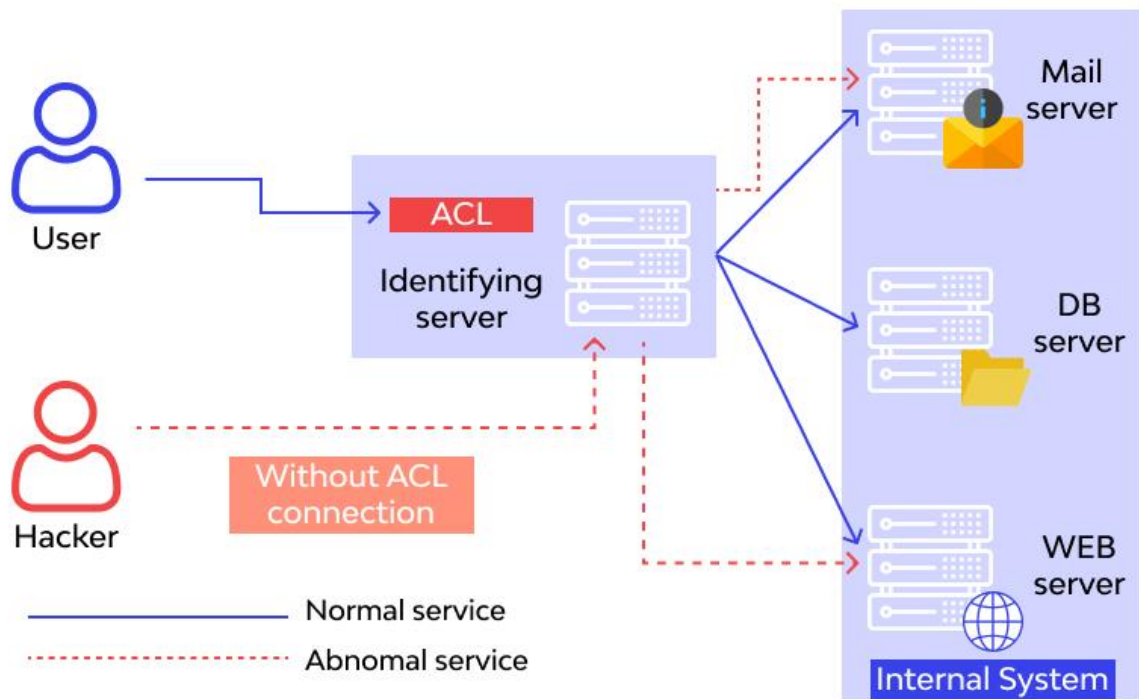 Mail
server
User
ACL
Identifying
server
DB
server
Hacker
Without ACL
connection
WEB
server
Normal service
Abnomal service
Internal System